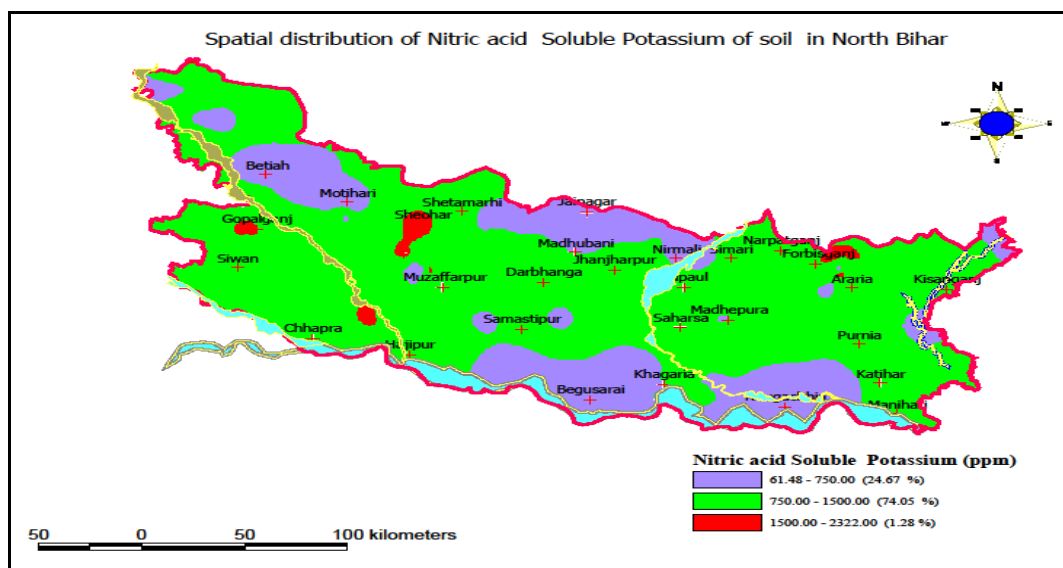 Spatial distribution of Nitric acid Soluble Potassium of soil in North Bihar
N
Betiah
Motihari
Shetamarhi
Jainagar
Gopalganj
Sheohar
Madhubani
Nirmali
Simari
Narpatganj
Forbisganj
Siwan
Muzaffarpur
Darbhanga
Jhanjharpur
Araria
Kisanganj
Samastipur
Saharsa
Madhepura
Chhapra
Hajipur
Purnia
Khagaria
Katihar
Begusarai
Manihari
Nitric acid Soluble Potassium (ppm)
61.48 - 750.00 (24.67 %)
750.00 - 1500.00 (74.05 %)
1500.00 - 2322.00 (1.28 %)
50 0 50 100 kilometers